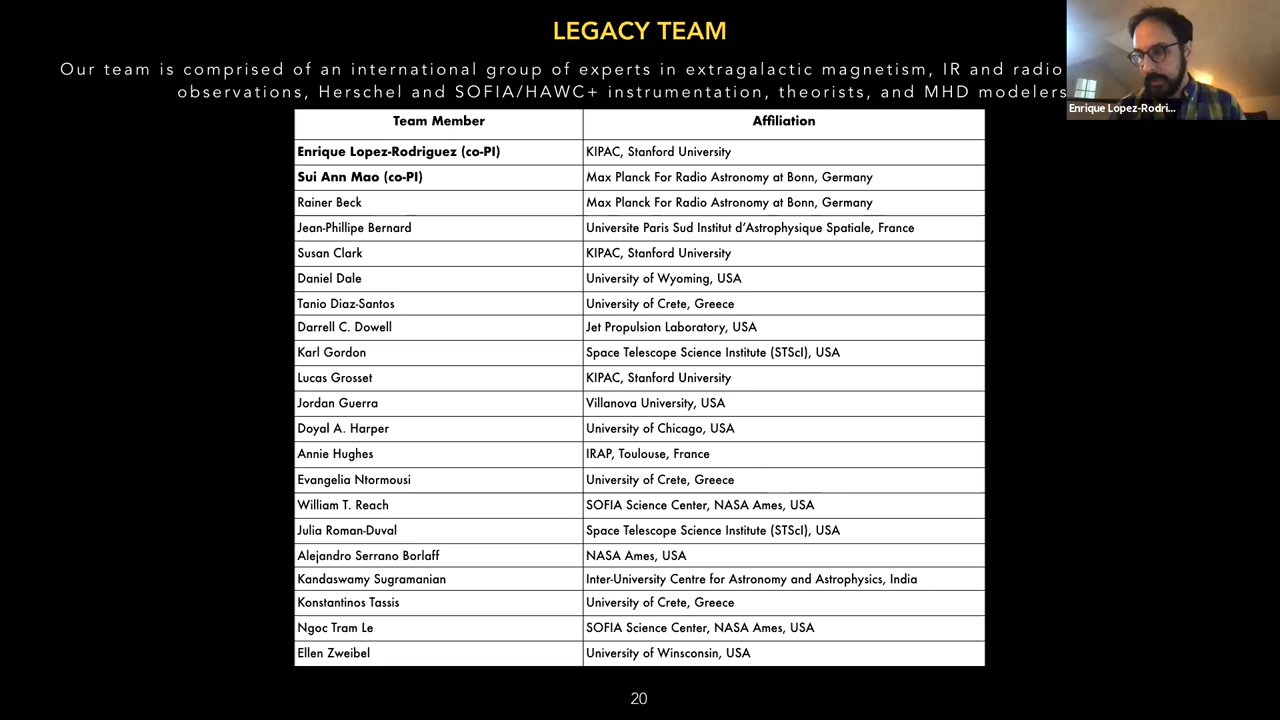 LEGACY TEAM
Our team is comprised of an international group of experts in extragalactic magnetism, IR and radio
observations, Herschel and SOFIA/HAWC+ instrumentation, theorists, and MHD modelers
Enrique Lopez-Rodri...
Team Member Affiliation
Enrique Lopez-Rodriguez (co-PI) KIPAC, Stanford University
Sui Ann Mao (co-PI) Max Planck For Radio Astronomy at Bonn, Germany
Rainer Beck Max Planck For Radio Astronomy at Bonn, Germany
Jean-Phillipe Bernard Universite Paris Sud Institut d'Astrophysique Spatiale, France
Susan Clark KIPAC, Stanford University
Daniel Dale University of Wyoming, USA
Tanio Diaz-Santos University of Crete, Greece
Darrell C. Dowell Jet Propulsion Laboratory, USA
Karl Gordon Space Telescope Science Institute (STScI), USA
Lucas Grosset KIPAC, Stanford University
Jordan Guerra Villanova University, USA
Doyal A. Harper University of Chicago, USA
Annie Hughes IRAP, Toulouse, France
Evangelia Ntormousi University of Crete, Greece
William T. Reach SOFIA Science Center, NASA Ames, USA
Julia Roman-Duval Space Telescope Science Institute (STScI), USA
Alejandro Serrano Borlaff NASA Ames, USA
Kandaswamy Sugramanian Inter-University Centre for Astronomy and Astrophysics, India
Konstantinos Tassis University of Crete, Greece
Ngoc Tram Le SOFIA Science Center, NASA Ames, USA
Ellen Zweibel University of Winsconsin, USA
20